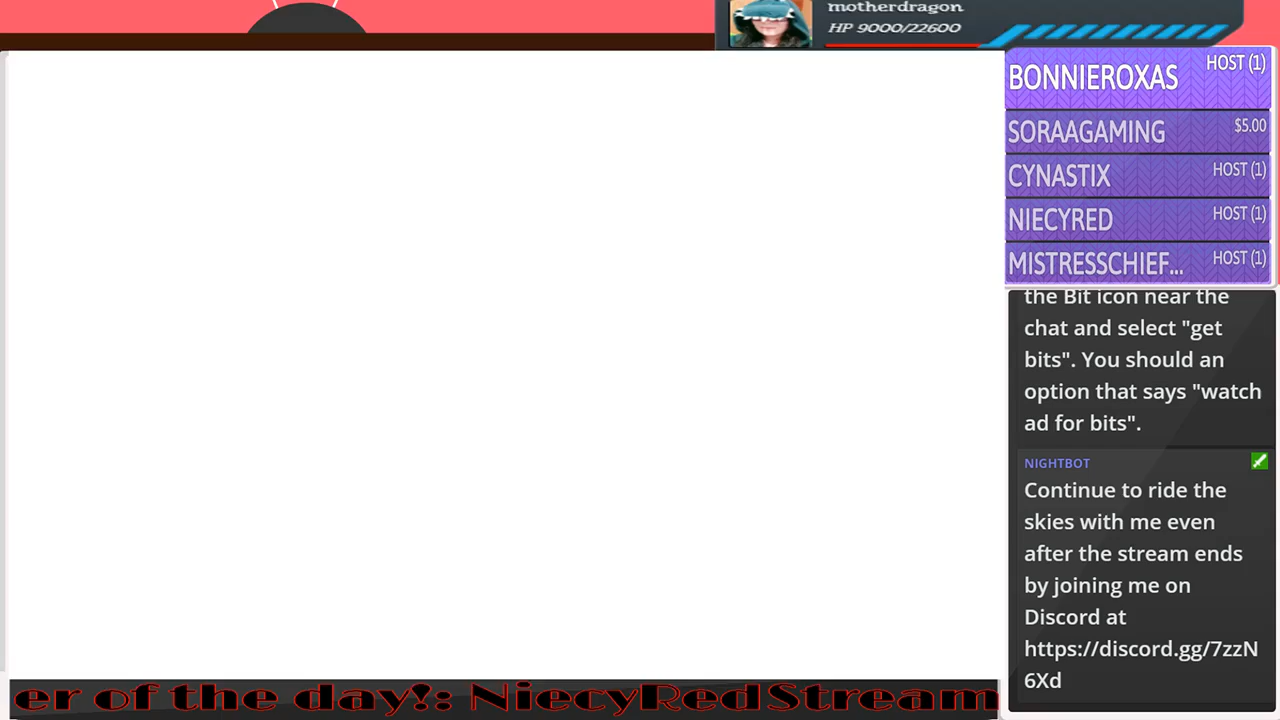 motherdragon
HP 9000/22600
BONNIEROXAS HOST (1)
SORAAGAMING $5.00
CYNASTIX HOST (1)
NIECYRED HOST (1)
MISTRESSCHIEF... HOST (1)
the Bit icon near the
chat and select "get
bits". You should an
option that says "watch
ad for bits".
NIGHTBOT
Continue to ride the
skies with me even
after the stream ends
by joining me on
Discord at
https://discord.gg/7zzN
6Xd
er of the day!: NiecyRedStream